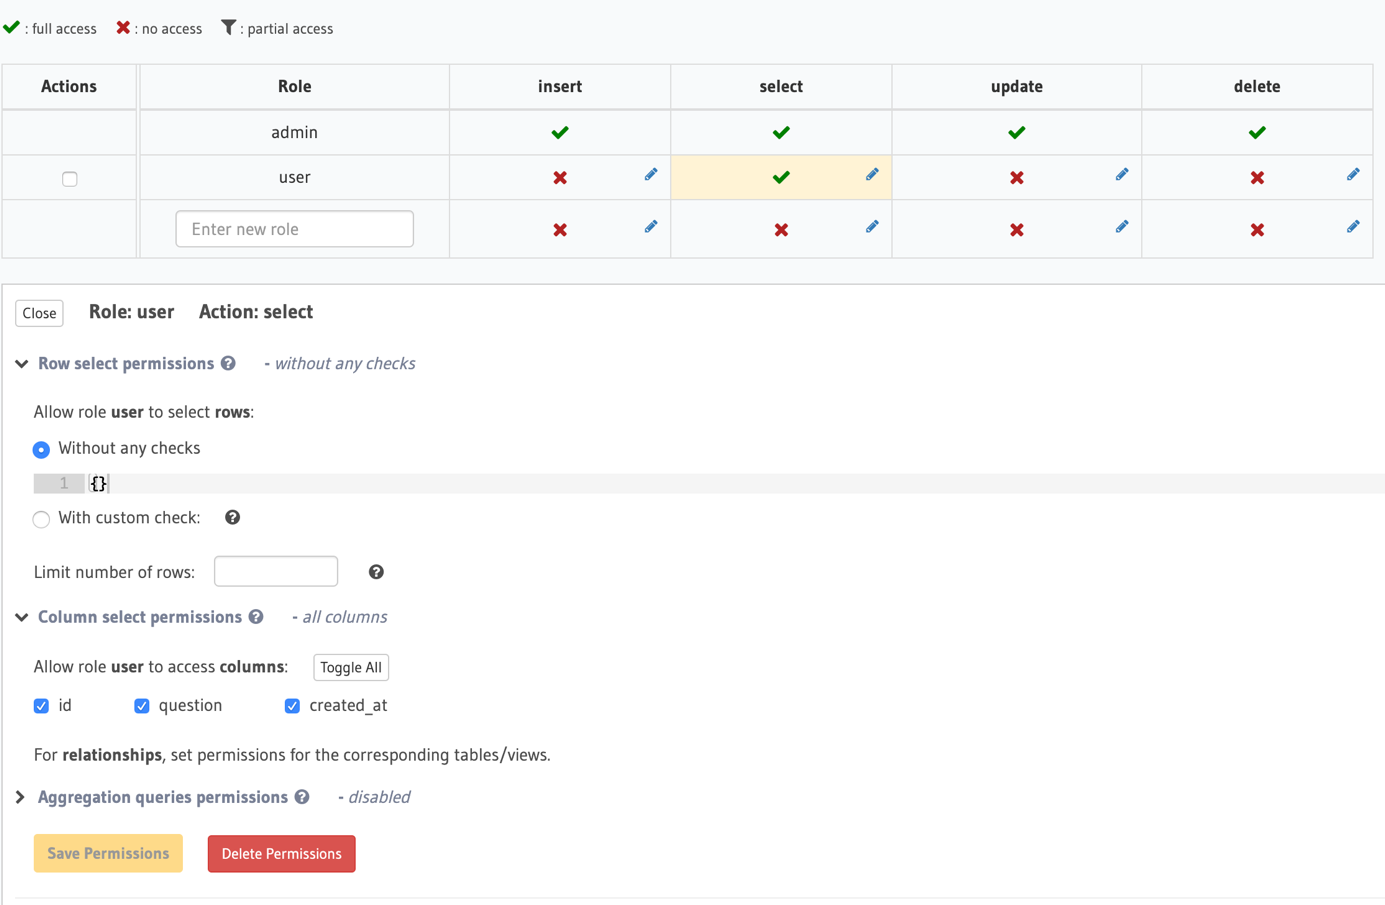 : full access : no access : partial access
Actions Role insert select update delete
admin
user
Enter new role
Close Role: user Action: select
Row select permissions - without any checks
Allow role user to select rows:
Without any checks
1 {}
With custom check:
Limit number of rows:
Column select permissions - all columns
Allow role user to access columns: Toggle All
id question created_at
For relationships, set permissions for the corresponding tables/views.
Aggregation queries permissions - disabled
Save Permissions Delete Permissions